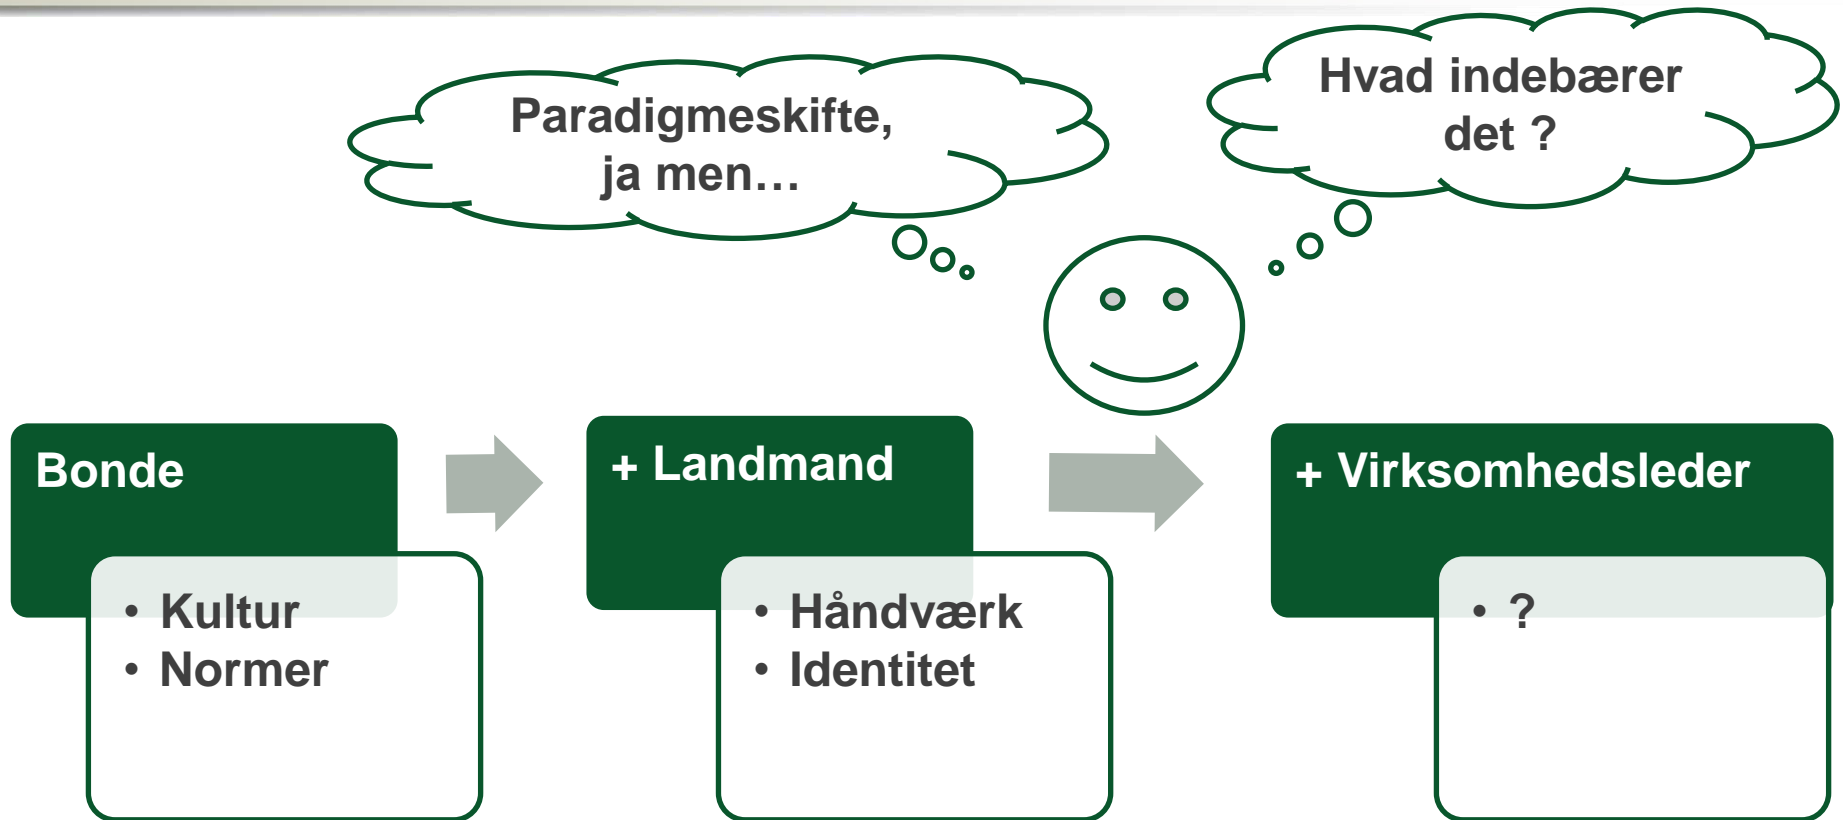 Paradigmeskifte,
ja men…
Hvad indebærer
det ?
Bonde
• Kultur
• Normer
+ Landmand
• Håndværk
• Identitet
+ Virksomhedsleder
• ?